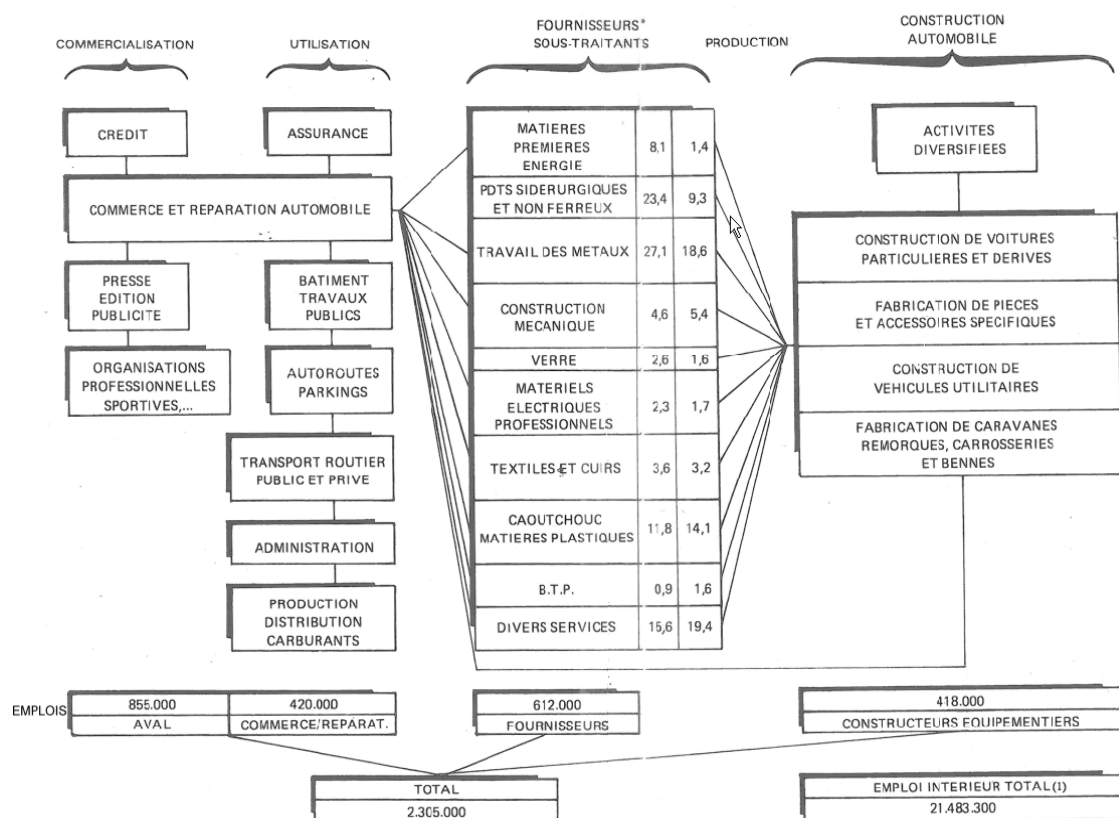 COMMERCIALISATION
UTILISATION
FOURNISSEURS*
SOUS-TRAITANTS
PRODUCTION
CONSTRUCTION
AUTOMOBILE
CREDIT
ASSURANCE
COMMERCE ET REPARATION AUTOMOBILE
PRESSE
EDITION
PUBLICITE
BATIMENT
TRAVAUX
PUBLICS
ORGANISATIONS
PROFESSIONNELLES
SPORTIVES,...
AUTOROUTES
PARKINGS
TRANSPORT ROUTIER
PUBLIC ET PRIVE
ADMINISTRATION
PRODUCTION
DISTRIBUTION
CARBURANTS
MATIERES
PREMIERES 8,1 1,4
ENERGIE
PDTS SIDERURGIQUES
ET NON FERREUX 23,4 9,3
TRAVAIL DES METAUX 27,1 18,6
CONSTRUCTION
MECANIQUE 4,6 5,4
VERRE 2,6 1,6
MATERIELS
ELECTRIQUES 2,3 1,7
PROFESSIONNELS
TEXTILES ET CUIRS 3,6 3,2
CAOUTCHOUC
MATIERES PLASTIQUES 11,8 14,1
B.T.P. 0,9 1,6
DIVERS SERVICES 15,6 19,4
ACTIVITES
DIVERSIFIEES
CONSTRUCTION DE VOITURES
PARTICULIERES ET DERIVES
FABRICATION DE PIECES
ET ACCESSOIRES SPECIFIQUES
CONSTRUCTION DE
VEHICULES UTILITAIRES
FABRICATION DE CARAVANES
REMORQUES, CARROSSERIES
ET BENNES
EMPLOIS
855.000
AVAL
420.000
COMMERCE/REPARAT.
612.000
FOURNISSEURS
418.000
CONSTRUCTEURS EQUIPEMENTIERS
TOTAL
2.305.000
EMPLOI INTERIEUR TOTAL(1)
21.483.300